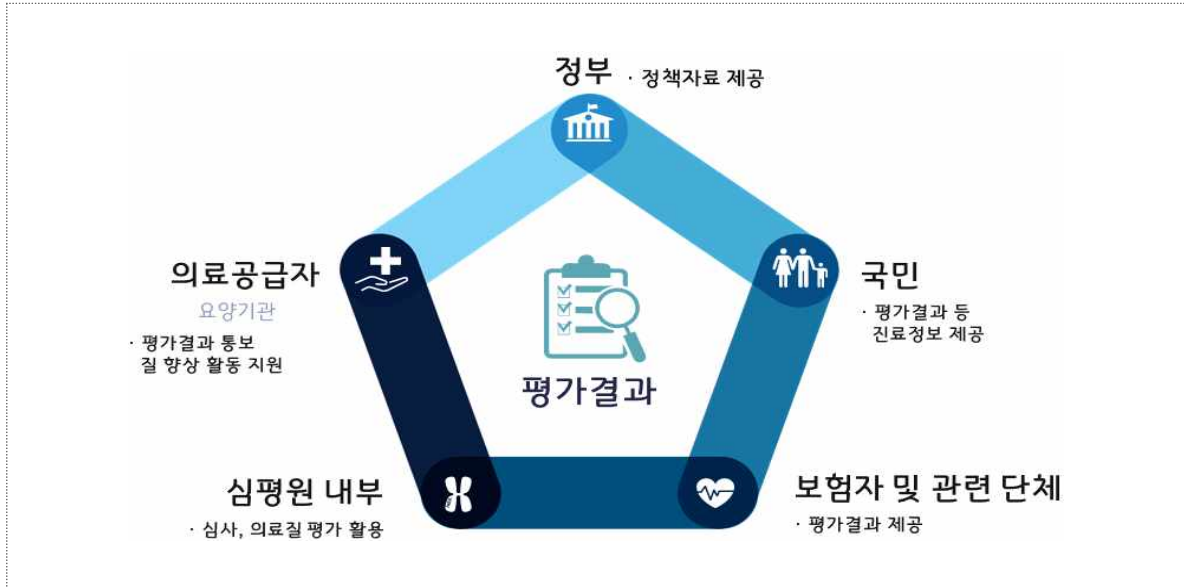 정부 · 정책자료 제공
의료공급자
요양기관
· 평가결과 통보
질 향상 활동 지원
국민
· 평가결과 등
진료정보 제공
평가결과
심평원 내부
· 심사, 의료질 평가 활용
보험자 및 관련 단체
· 평가결과 제공